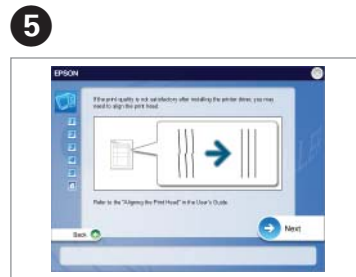 5
EPSON
If the print quality is not satisfactory after installing the printer driver, you may
need to align the print head.
Refer to the "Aligning the Print Head" in the User's Guide.
Back
Next